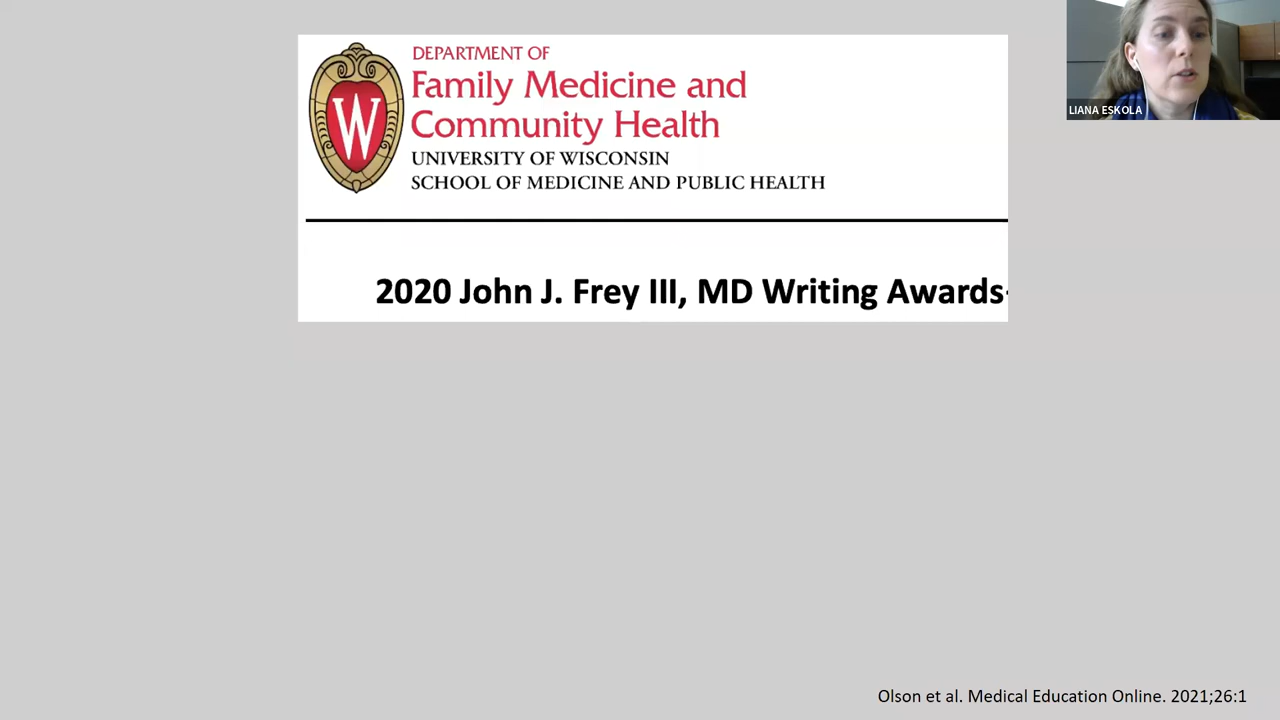 DEPARTMENT OF
Family Medicine and
Community Health
UNIVERSITY OF WISCONSIN
SCHOOL OF MEDICINE AND PUBLIC HEALTH
W
2020 John J. Frey III, MD Writing Awards-
LIANA ESKOLA
Olson et al. Medical Education Online. 2021;26:1